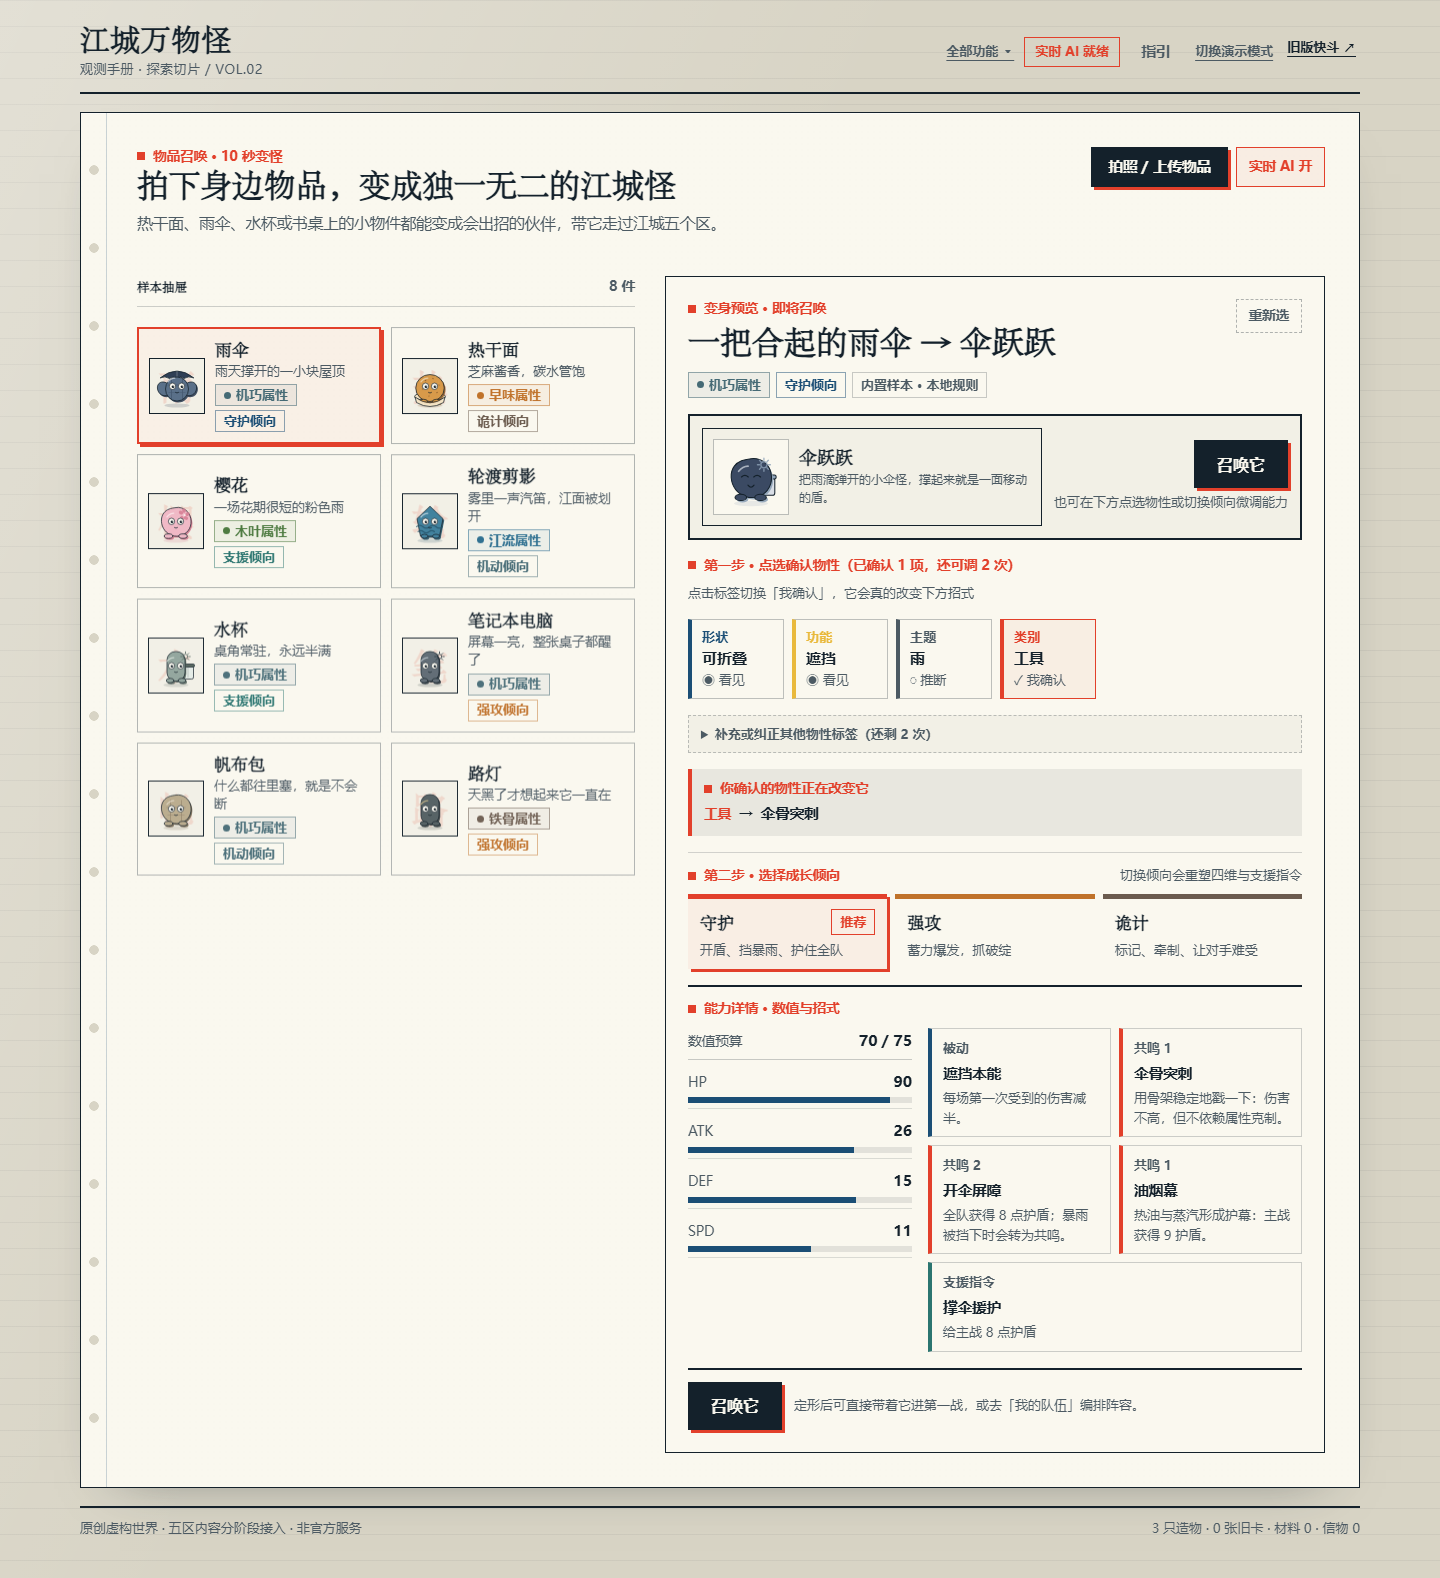 江城万物怪
观测手册 · 探索切片 / VOL.02
全部功能
实时 AI 就绪
指引
切换演示模式
旧版快斗 ↗
物品召唤 • 10 秒变怪
拍下身边物品，变成独一无二的江城怪
热干面、雨伞、水杯或书桌上的小物件都能变成会出招的伙伴，带它走过江城五个区。
拍照 / 上传物品
实时 AI 开
样本抽屉
8 件
雨伞
雨天撑开的一小块屋顶
机巧属性
守护倾向
热干面
芝麻酱香，碳水管饱
早味属性
诡计倾向
樱花
一场花期很短的粉色雨
木叶属性
支援倾向
轮渡剪影
雾里一声汽笛，江面被划
开
江流属性
机动倾向
水杯
桌角常驻，永远半满
机巧属性
支援倾向
笔记本电脑
屏幕一亮，整张桌子都醒
了
机巧属性
强攻倾向
帆布包
什么都往里塞，就是不会
断
机巧属性
机动倾向
路灯
天黑了才想起来它一直在
铁骨属性
强攻倾向
变身预览 • 即将召唤
一把合起的雨伞 → 伞跃跃
重新选
机巧属性
守护倾向
内置样本 • 本地规则
伞跃跃
把雨滴弹开的小伞怪，撑起来就是一面移动
的盾。
召唤它
也可在下方点选物性或切换倾向微调能力
第一步 • 点选确认物性（已确认 1 项，还可调 2 次）
点击标签切换「我确认」，它会真的改变下方招式
形状
可折叠
◉ 看见
功能
遮挡
◉ 看见
主题
雨
○ 推断
类别
工具
✓ 我确认
▶ 补充或纠正其他物性标签（还剩 2 次）
你确认的物性正在改变它
工具 → 伞骨突刺
第二步 • 选择成长倾向
切换倾向会重塑四维与支援指令
守护
推荐
开盾、挡暴雨、护住全队
强攻
蓄力爆发，抓破绽
诡计
标记、牵制、让对手难受
能力详情 • 数值与招式
数值预算
70 / 75
HP
90
ATK
26
DEF
15
SPD
11
被动
遮挡本能
每场第一次受到的伤害减
半。
共鸣 1
伞骨突刺
用骨架稳定地戳一下：伤害
不高，但不依赖属性克制。
共鸣 2
开伞屏障
全队获得 8 点护盾；暴雨
被挡下时会转为共鸣。
共鸣 1
油烟幕
热油与蒸汽形成护幕：主战
获得 9 护盾。
支援指令
撑伞援护
给主战 8 点护盾
召唤它
定形后可直接带着它进第一战，或去「我的队伍」编排阵容。
原创虚构世界 · 五区内容分阶段接入 · 非官方服务
3 只造物 · 0 张旧卡 · 材料 0 · 信物 0